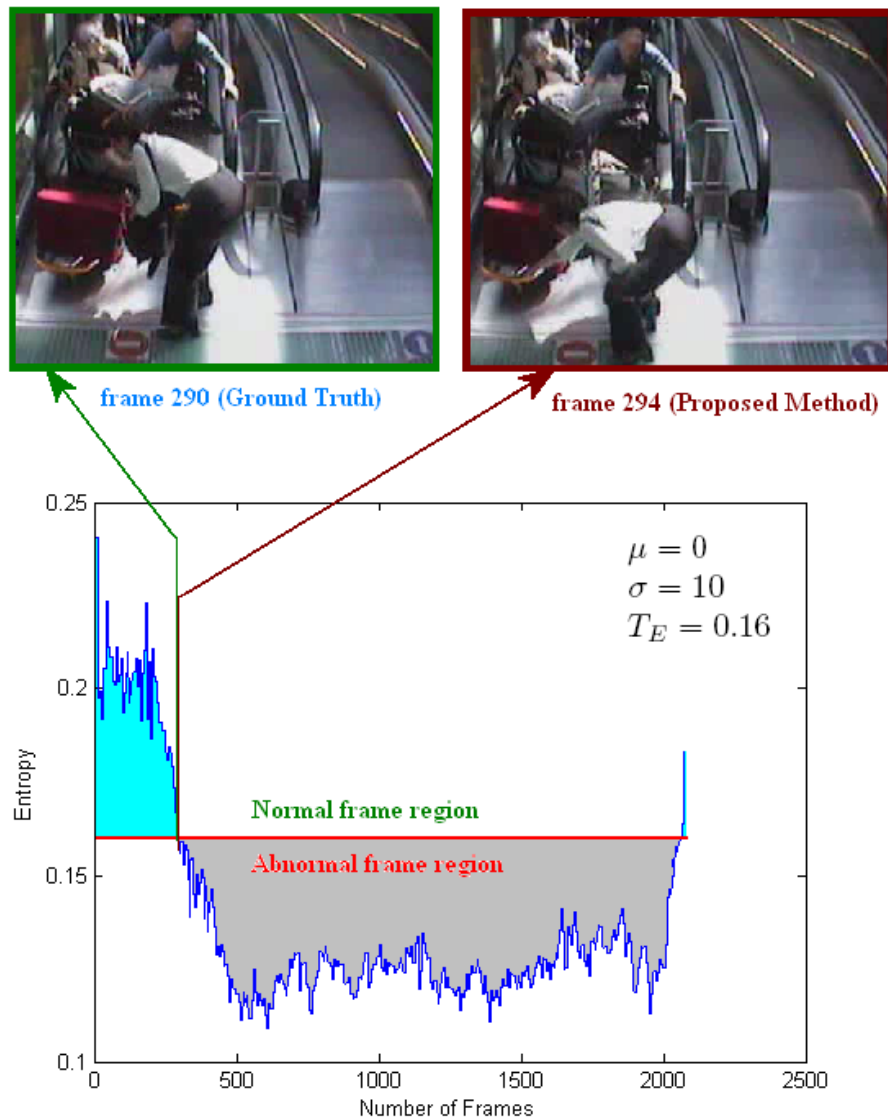 frame 290 (Ground Truth)
frame 294 (Proposed Method)
0.25
μ = 0
σ = 10
T_E = 0.16
0.2
Entropy
Normal frame region
Abnormal frame region
0.15
0.1
0
500
1000
1500
2000
2500
Number of Frames